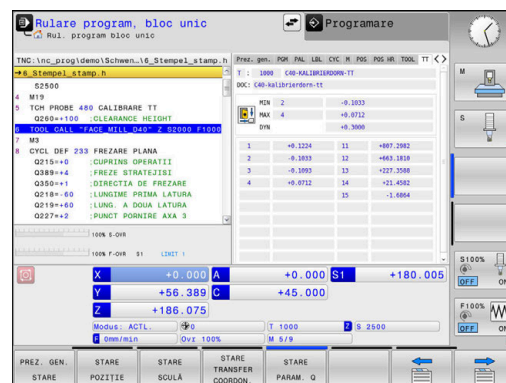 Rulare program, bloc unic
Programare
Rul. program bloc unic
TNC:\nc_prog\demo\Schwen...\6_Stempel_stamp.h
→6_Stempel_stamp.h
S2500
4 M19
5 TCH PROBE 480 CALIBRARE TT
Q260=+100 ;CLEARANCE HEIGHT
6 TOOL CALL "FACE_MILL_D40" Z S2000 F1000
7 M3
8 CYCL DEF 233 FREZARE PLANA
Q215=+0 ;CUPRINS OPERATII
Q389=+4 ;FREZE STRATEJISI
Q350=+1 ;DIRECTIA DE FREZARE
Q218=-60 ;LUNGIME PRIMA LATURA
Q219=+60 ;LUNG. A DOUA LATURA
Q227=+2 ;PUNCT PORNIRE AXA 3
100% S-OVR
100% F-OVR S1 LIMIT 1
Prez. gen. PGM PAL LBL CYC M POS POS HR TOOL TT
T : 1000 C40-KALIBRIERDORN-TT
DOC: C40-kalibrierdorn-tt
MIN 2 -0.1033
MAX 4 +0.0712
DYN +0.3000
1 +0.1224 11 +807.2982
2 -0.1033 12 +663.1818
3 -0.1093 13 +227.3588
4 +0.0712 14 +21.4582
15 -1.6864
X +0.000 A +0.000 S1 +180.005
Y +56.389 C +45.000
Z +186.075
Modus: ACTL. 0 T 1000 Z S 2500
F 0mm/min Ovr 100% M 5/9
M
S
S100%
OFF ON
F100%
OFF ON
PREZ. GEN. STARE
STARE POZIŢIE
STARE SCULĂ
STARE TRANSFER COORDON.
STARE PARAM. Q